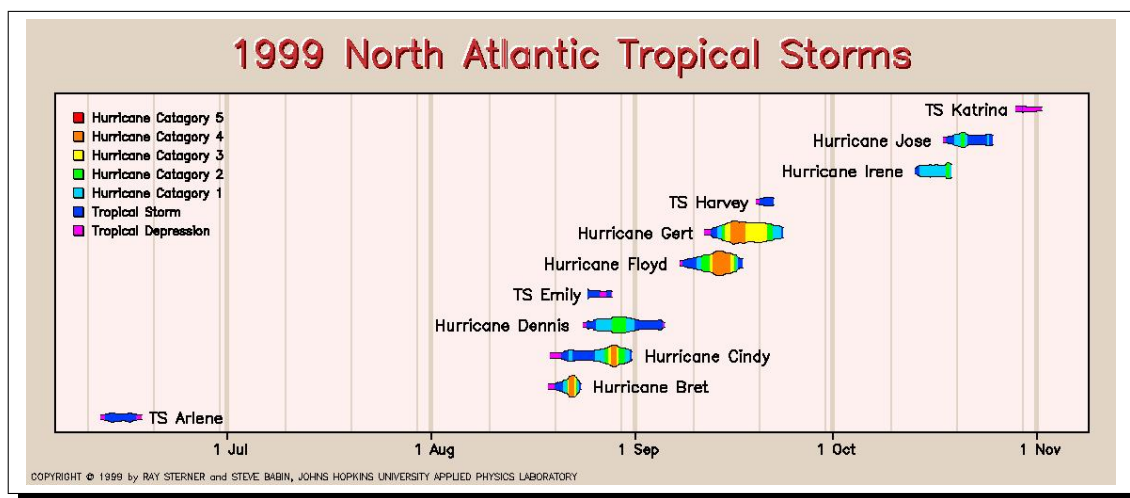 1999 North Atlantic Tropical Storms
Hurricane Catagory 5
Hurricane Catagory 4
Hurricane Catagory 3
Hurricane Catagory 2
Hurricane Catagory 1
Tropical Storm
Tropical Depression
TS Katrina
Hurricane Jose
Hurricane Irene
TS Harvey
Hurricane Gert
Hurricane Floyd
TS Emily
Hurricane Dennis
Hurricane Cindy
Hurricane Bret
TS Arlene
1 Jul 1 Aug 1 Sep 1 Oct 1 Nov
COPYRIGHT © 1999 by RAY STERNER and STEVE BABIN, JOHNS HOPKINS UNIVERSITY APPLIED PHYSICS LABORATORY